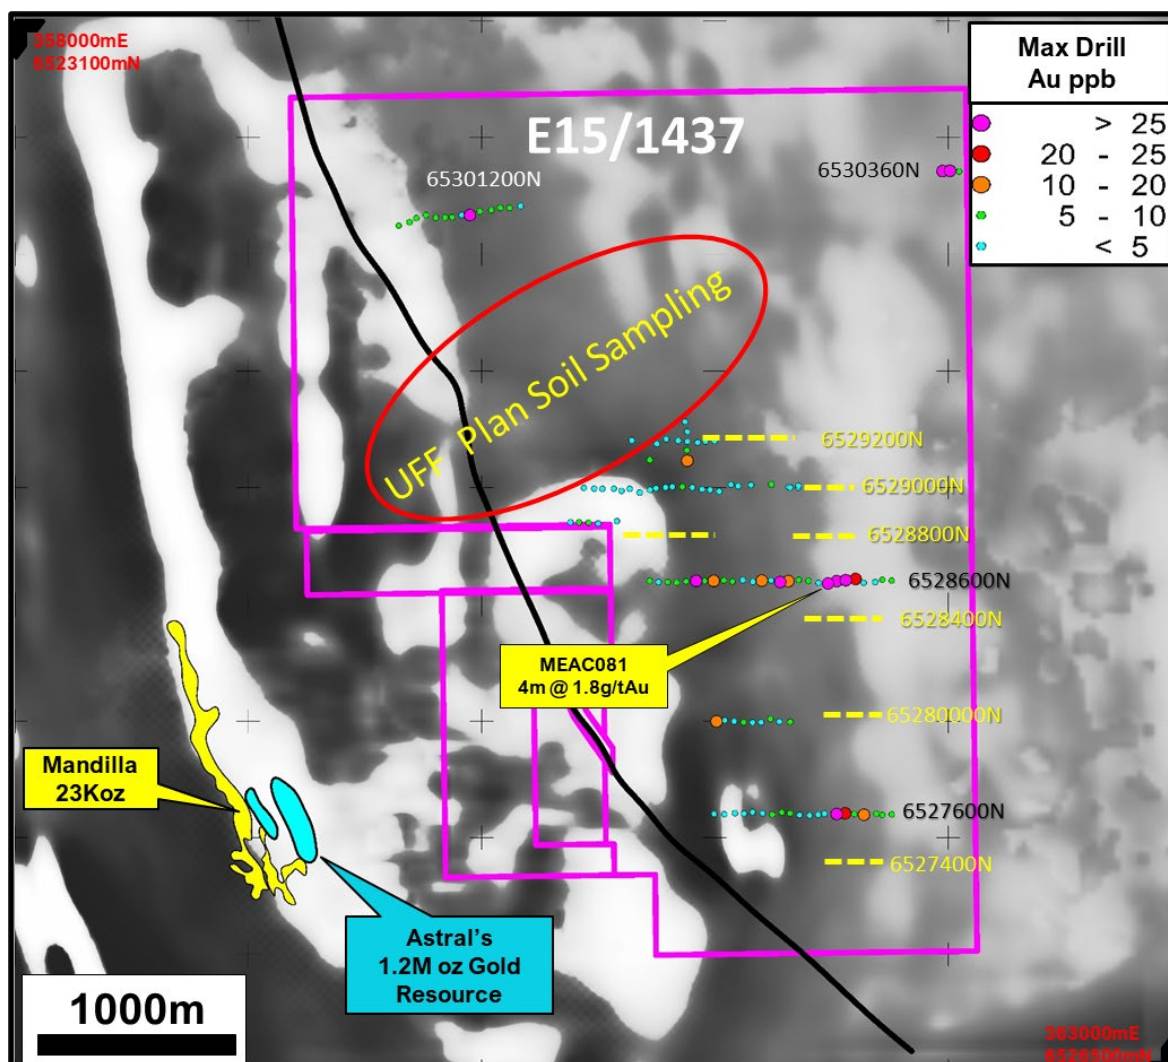 358000mE
6523100mN
E15/1437
65301200N
6530360N
Max Drill
Au ppb
> 25
20 - 25
10 - 20
5 - 10
< 5
UFF Plan Soil Sampling
6529200N
6529000N
6528800N
6528600N
6528400N
MEAC081
4m @ 1.8g/tAu
65280000N
Mandilla
23Koz
6527600N
6527400N
Astral's
1.2M oz Gold
Resource
1000m
363000mE
6526500mN